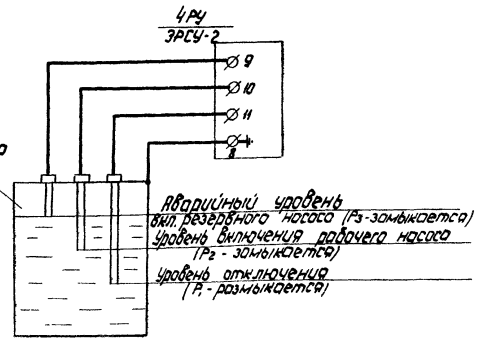 4РУ
ЭРСУ-2
9
10
11
8
Аварийный уровень
вкл. резервного насоса (Р3-замыкается)
Уровень включения рабочего насоса
(Р2 - замыкается)
Уровень отключения
(Р1 - размыкается)